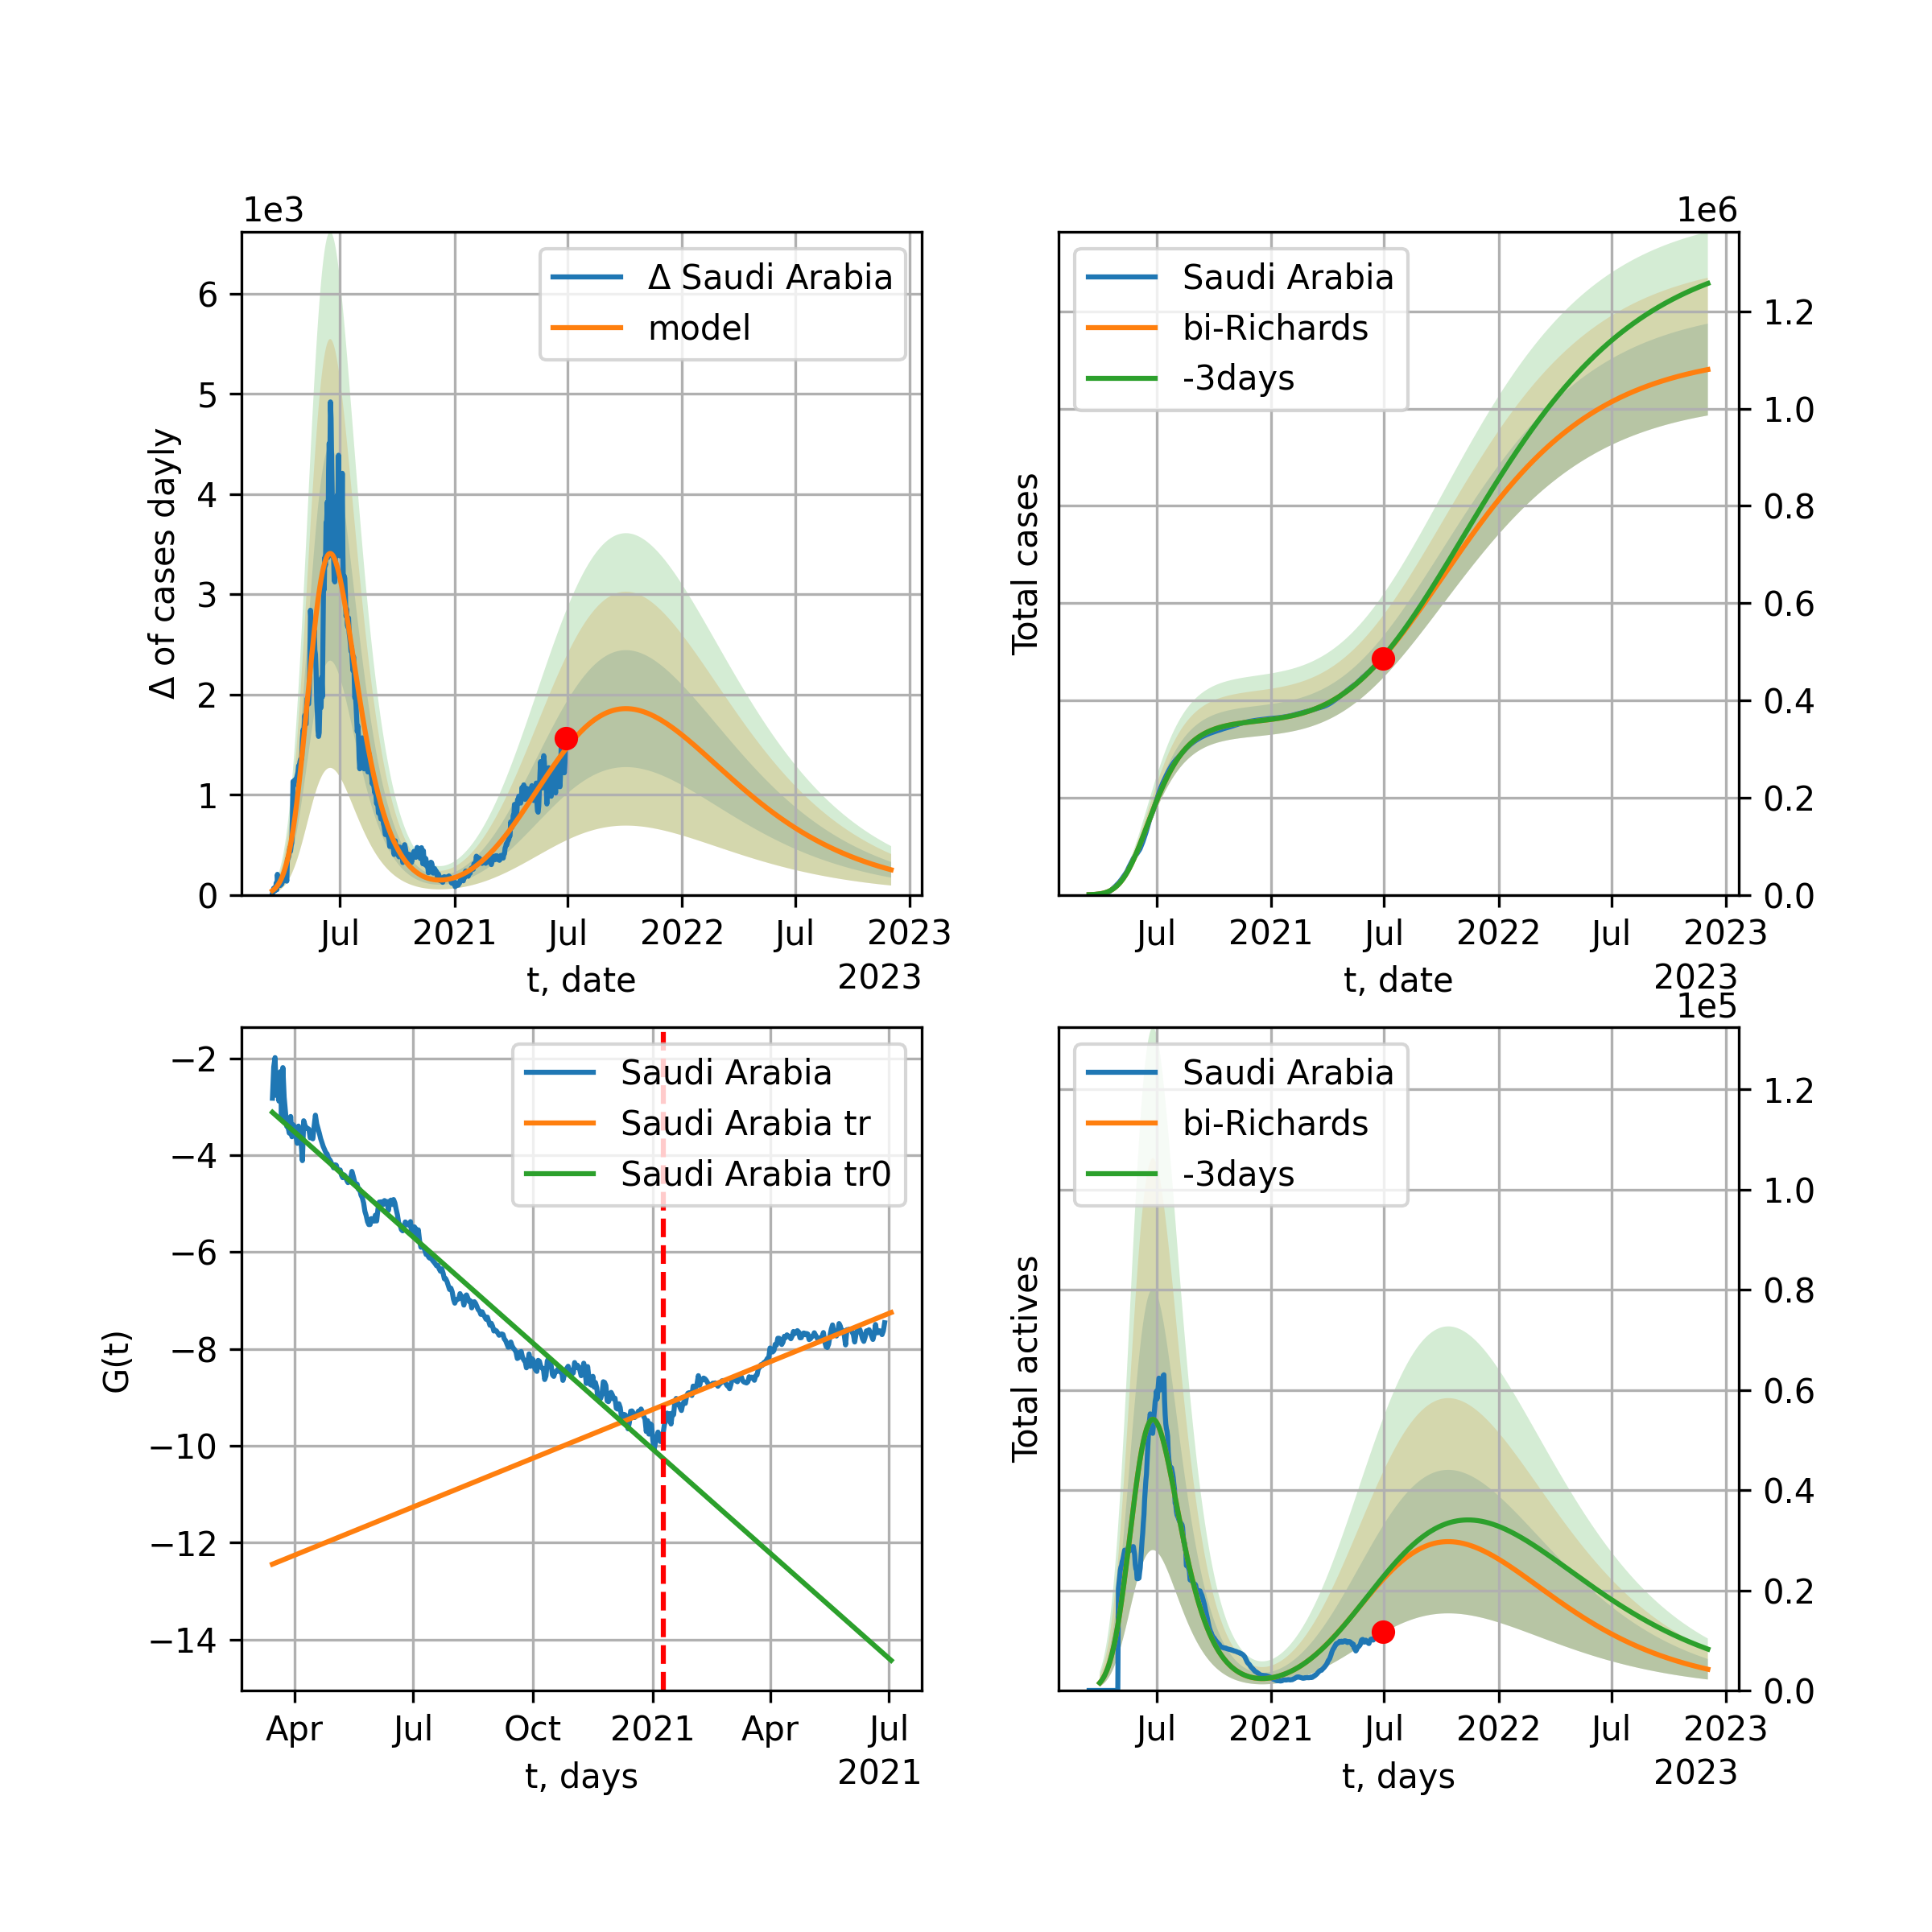 1e3
Δ of cases dayly
6
5
4
3
2
1
0
Δ Saudi Arabia
model
Jul 2021 Jul 2022 Jul 2023
t, date
2023
1e6
Total cases
Saudi Arabia
bi-Richards
-3days
1.2
1.0
0.8
0.6
0.4
0.2
0.0
Jul 2021 Jul 2022 Jul 2023
t, date
2023
G(t)
−2
−4
−6
−8
−10
−12
−14
Saudi Arabia
Saudi Arabia tr
Saudi Arabia tr0
Apr Jul Oct 2021 Apr Jul
t, days
2021
1e5
Total actives
Saudi Arabia
bi-Richards
-3days
1.2
1.0
0.8
0.6
0.4
0.2
0.0
Jul 2021 Jul 2022 Jul 2023
t, days
2023